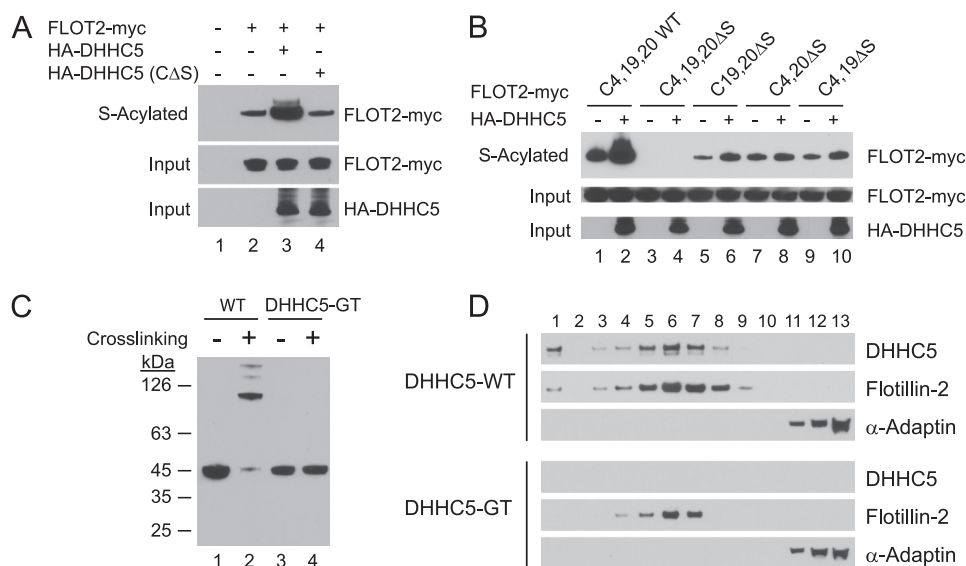 A
FLOT2-myc - + + +
HA-DHHC5 +
HA-DHHC5 (CΔS) +
S-Acylated FLOT2-myc
Input FLOT2-myc
Input HA-DHHC5
1 2 3 4
B
C4,19,20 WT C4,19,20ΔS C19,20ΔS C4,20ΔS C4,19ΔS
FLOT2-myc
HA-DHHC5 - + - + - + - + - +
S-Acylated FLOT2-myc
Input FLOT2-myc
Input HA-DHHC5
1 2 3 4 5 6 7 8 9 10
C
WT DHHC5-GT
Crosslinking - + - +
kDa
126
63
45
35
25
1 2 3 4
D
1 2 3 4 5 6 7 8 9 10 11 12 13
DHHC5-WT
DHHC5
Flotillin-2
α-Adaptin
DHHC5-GT
DHHC5
Flotillin-2
α-Adaptin